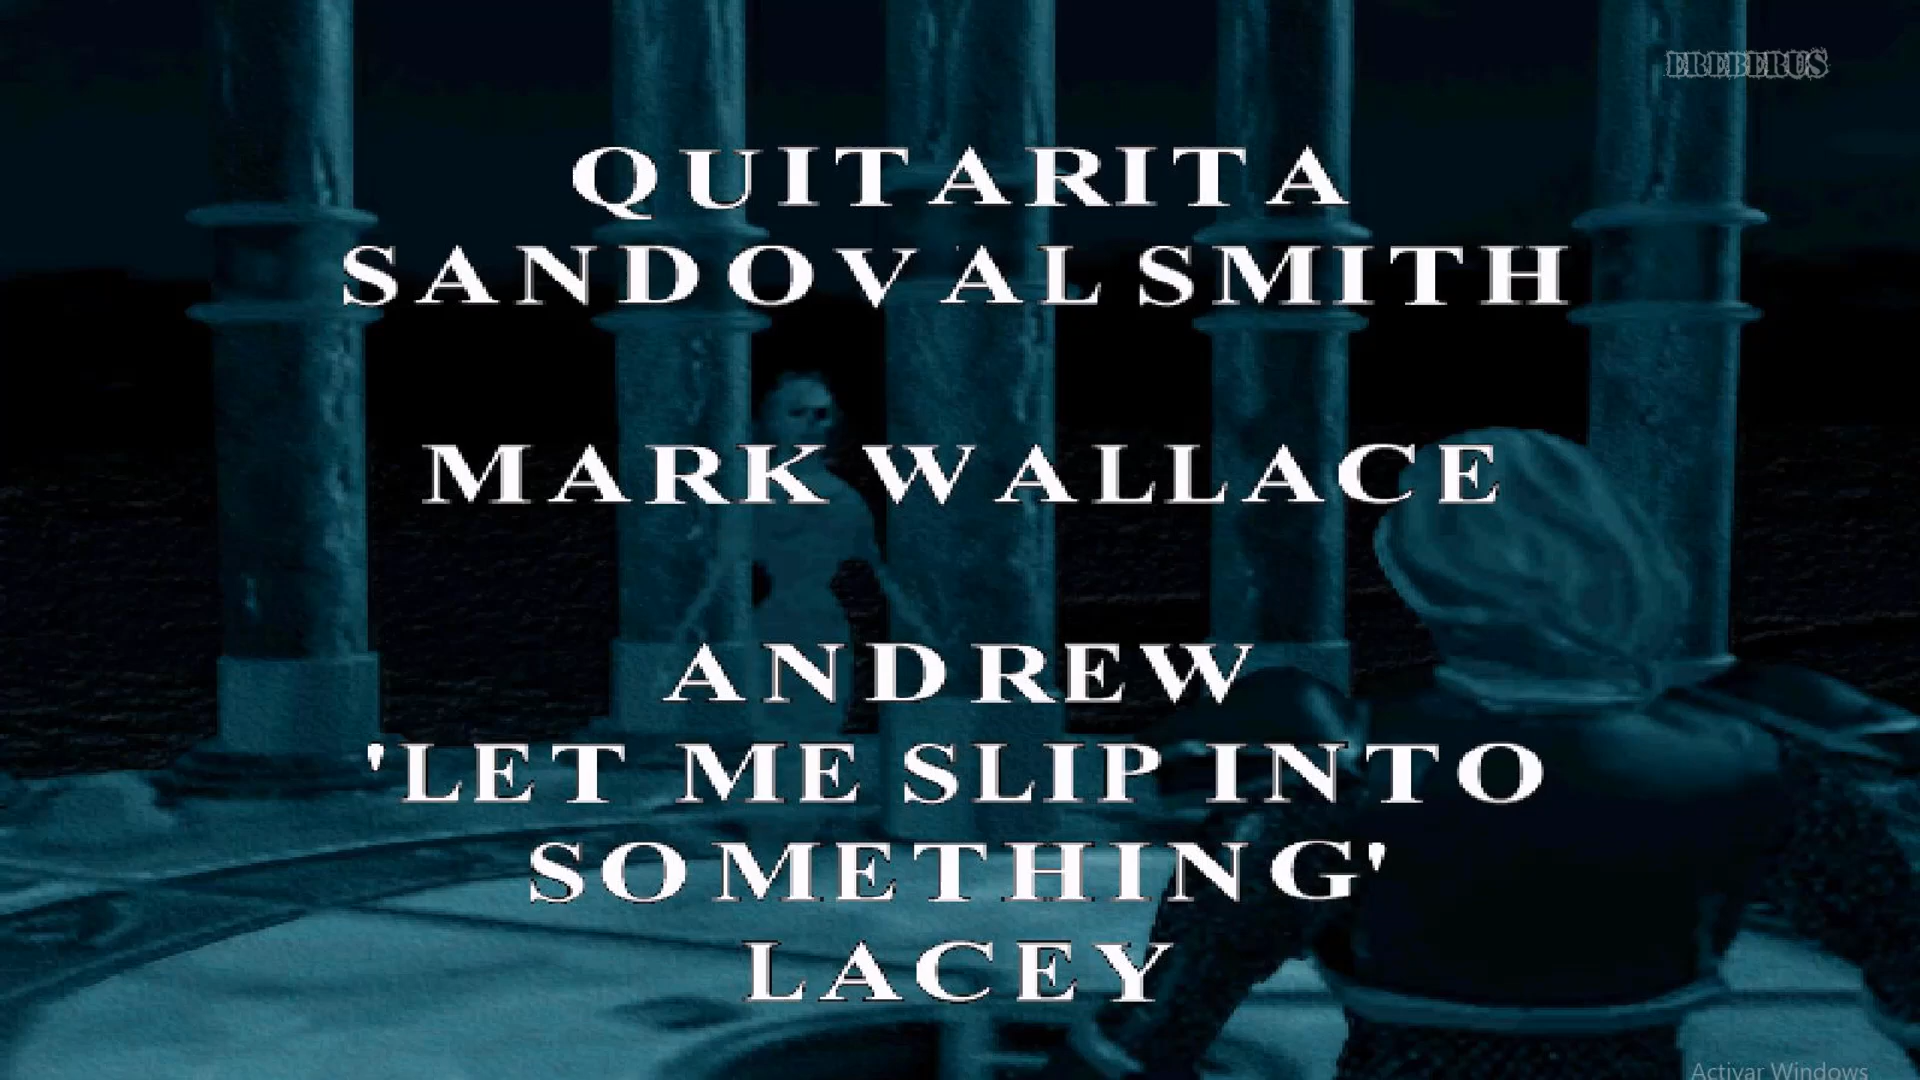 EREBERUS
QUITARITA
SANDOVAL SMITH
MARK WALLACE
ANDREW
'LET ME SLIP INTO
SOMETHING'
LACEY
Activar Windows